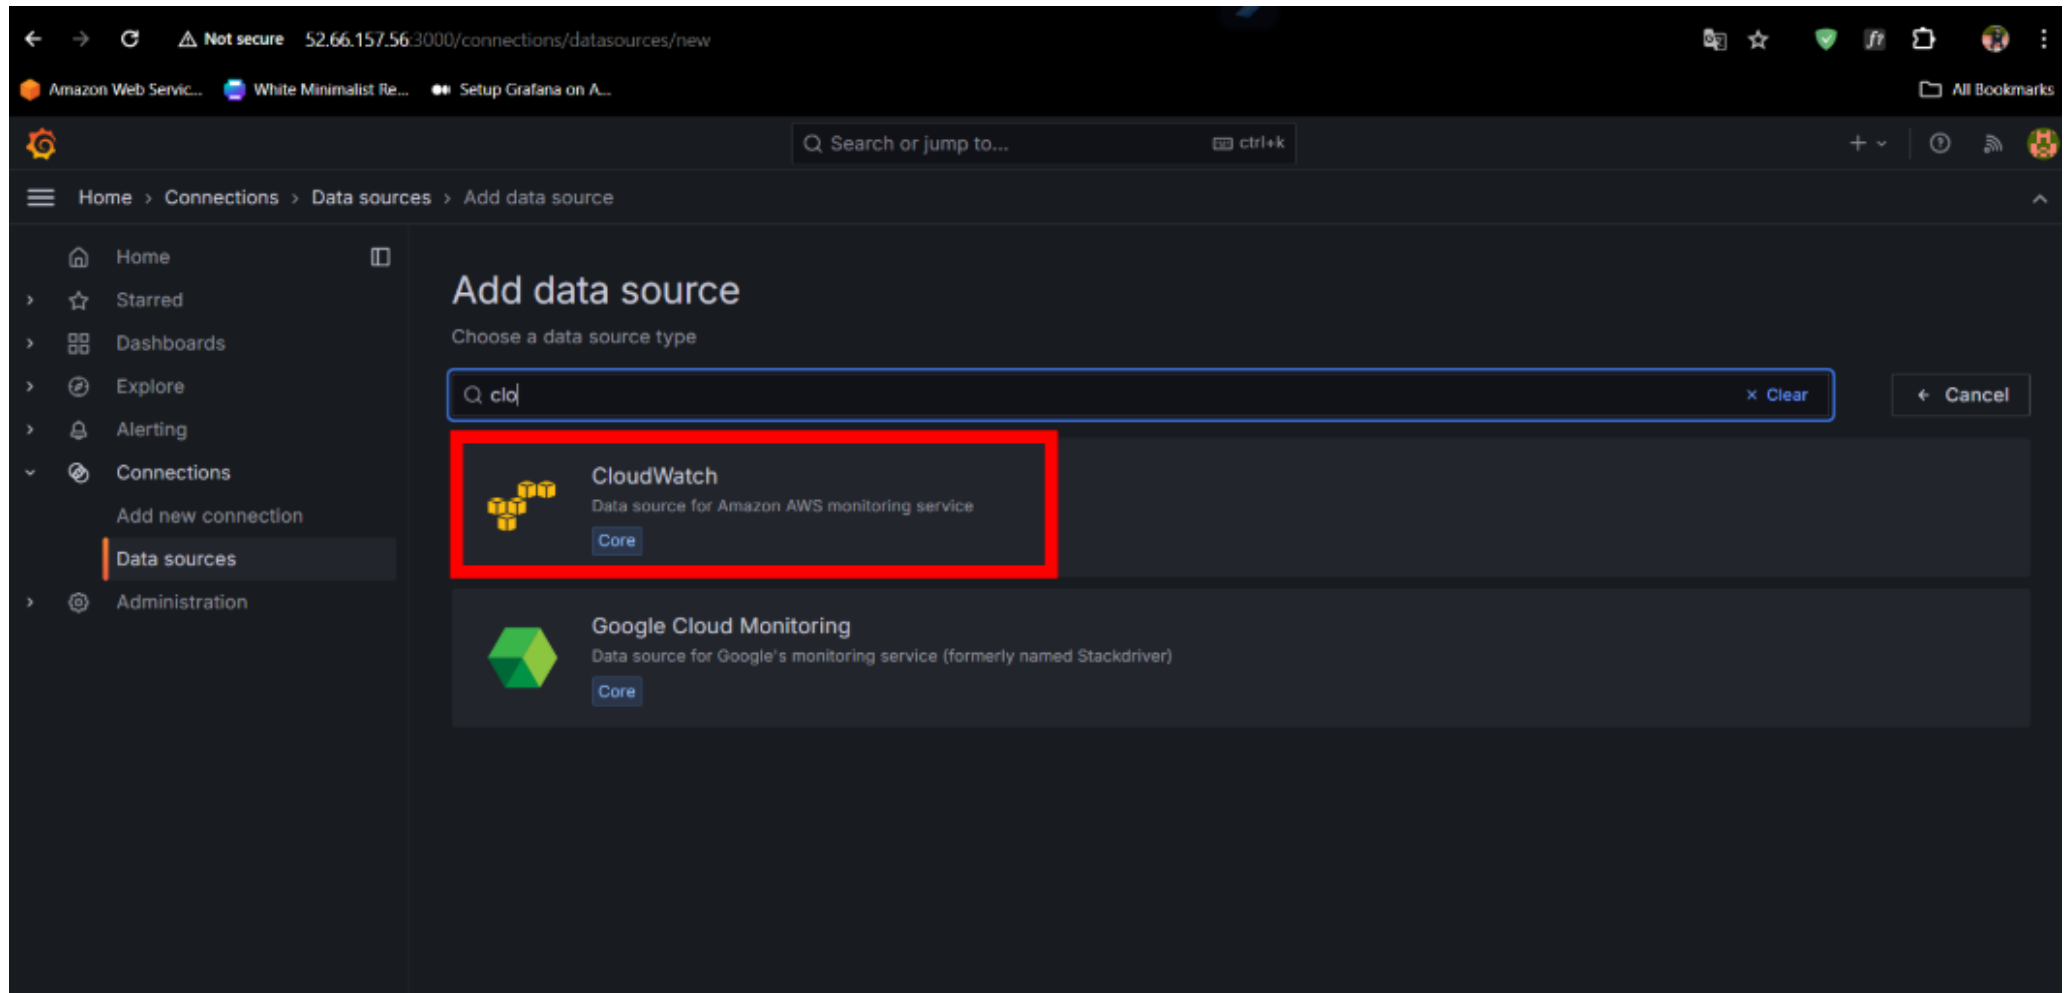 Not secure 52.66.157.56:3000/connections/datasources/new
Amazon Web Servic... White Minimalist Re... Setup Grafana on A... All Bookmarks
Search or jump to... ctrl+k
Home > Connections > Data sources > Add data source
Home
Starred
Dashboards
Explore
Alerting
Connections
Add new connection
Data sources
Administration
Add data source
Choose a data source type
clo × Clear Cancel
CloudWatch
Data source for Amazon AWS monitoring service
Core
Google Cloud Monitoring
Data source for Google's monitoring service (formerly named Stackdriver)
Core